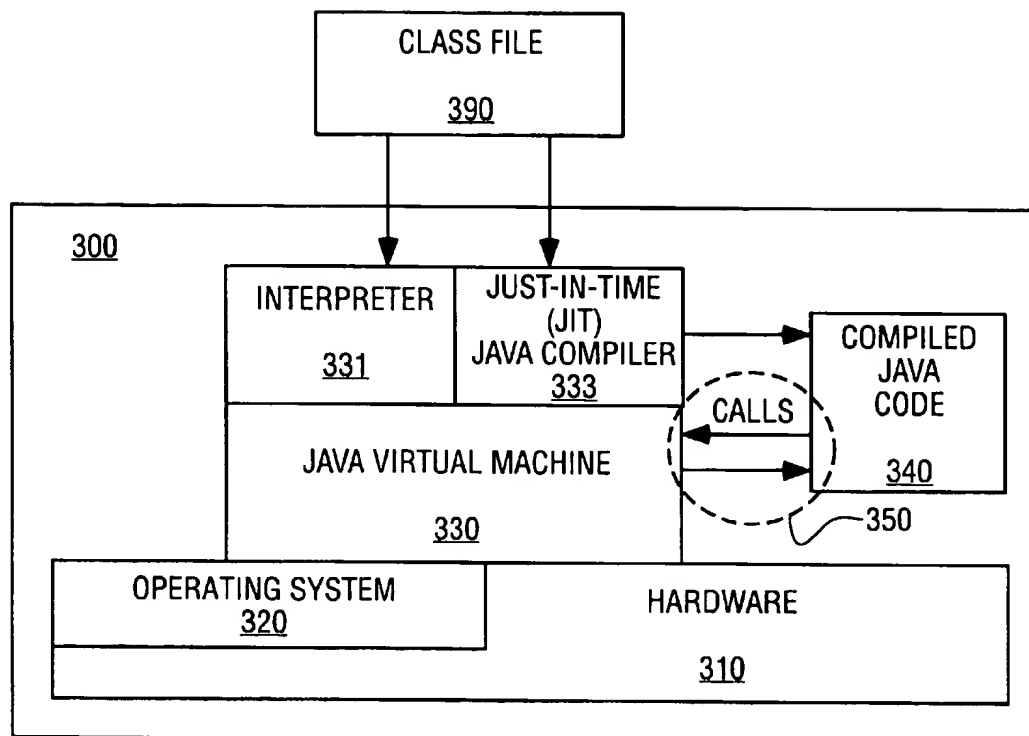 CLASS FILE
390
300
INTERPRETER
331
JUST-IN-TIME
(JIT)
JAVA COMPILER
333
COMPILED
JAVA
CODE
340
CALLS
350
JAVA VIRTUAL MACHINE
330
OPERATING SYSTEM
320
HARDWARE
310